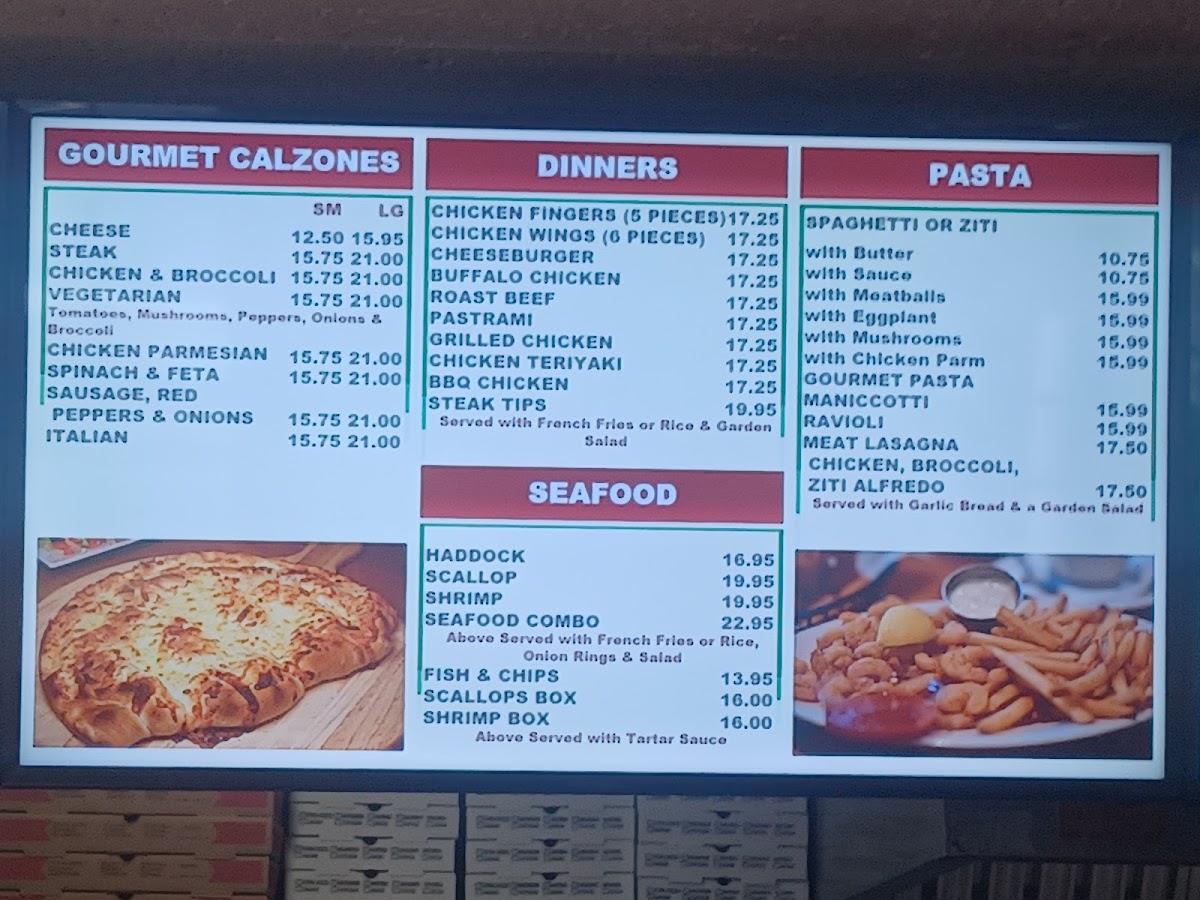 GOURMET CALZONES
SM LG
CHEESE 12.50 15.95
STEAK 15.75 21.00
CHICKEN & BROCCOLI 15.75 21.00
VEGETARIAN 15.75 21.00
Tomatoes, Mushrooms, Peppers, Onions &
Broccoli
CHICKEN PARMESIAN 15.75 21.00
SPINACH & FETA 15.75 21.00
SAUSAGE, RED
PEPPERS & ONIONS 15.75 21.00
ITALIAN 15.75 21.00
DINNERS
CHICKEN FINGERS (5 PIECES) 17.25
CHICKEN WINGS (6 PIECES) 17.25
CHEESEBURGER 17.25
BUFFALO CHICKEN 17.25
ROAST BEEF 17.25
PASTRAMI 17.25
GRILLED CHICKEN 17.25
CHICKEN TERIYAKI 17.25
BBQ CHICKEN 17.25
STEAK TIPS 19.95
Served with French Fries or Rice & Garden
Salad
SEAFOOD
HADDOCK 16.95
SCALLOP 19.95
SHRIMP 19.95
SEAFOOD COMBO 22.95
Above Served with French Fries or Rice,
Onion Rings & Salad
FISH & CHIPS 13.95
SCALLOPS BOX 16.00
SHRIMP BOX 16.00
Above Served with Tartar Sauce
PASTA
SPAGHETTI OR ZITI
with Butter 10.75
with Sauce 10.75
with Meatballs 15.99
with Eggplant 15.99
with Mushrooms 15.99
with Chicken Parm 15.99
GOURMET PASTA
MANICCOTTI 15.99
RAVIOLI 15.99
MEAT LASAGNA 17.50
CHICKEN, BROCCOLI,
ZITI ALFREDO 17.50
Served with Garlic Bread & a Garden Salad